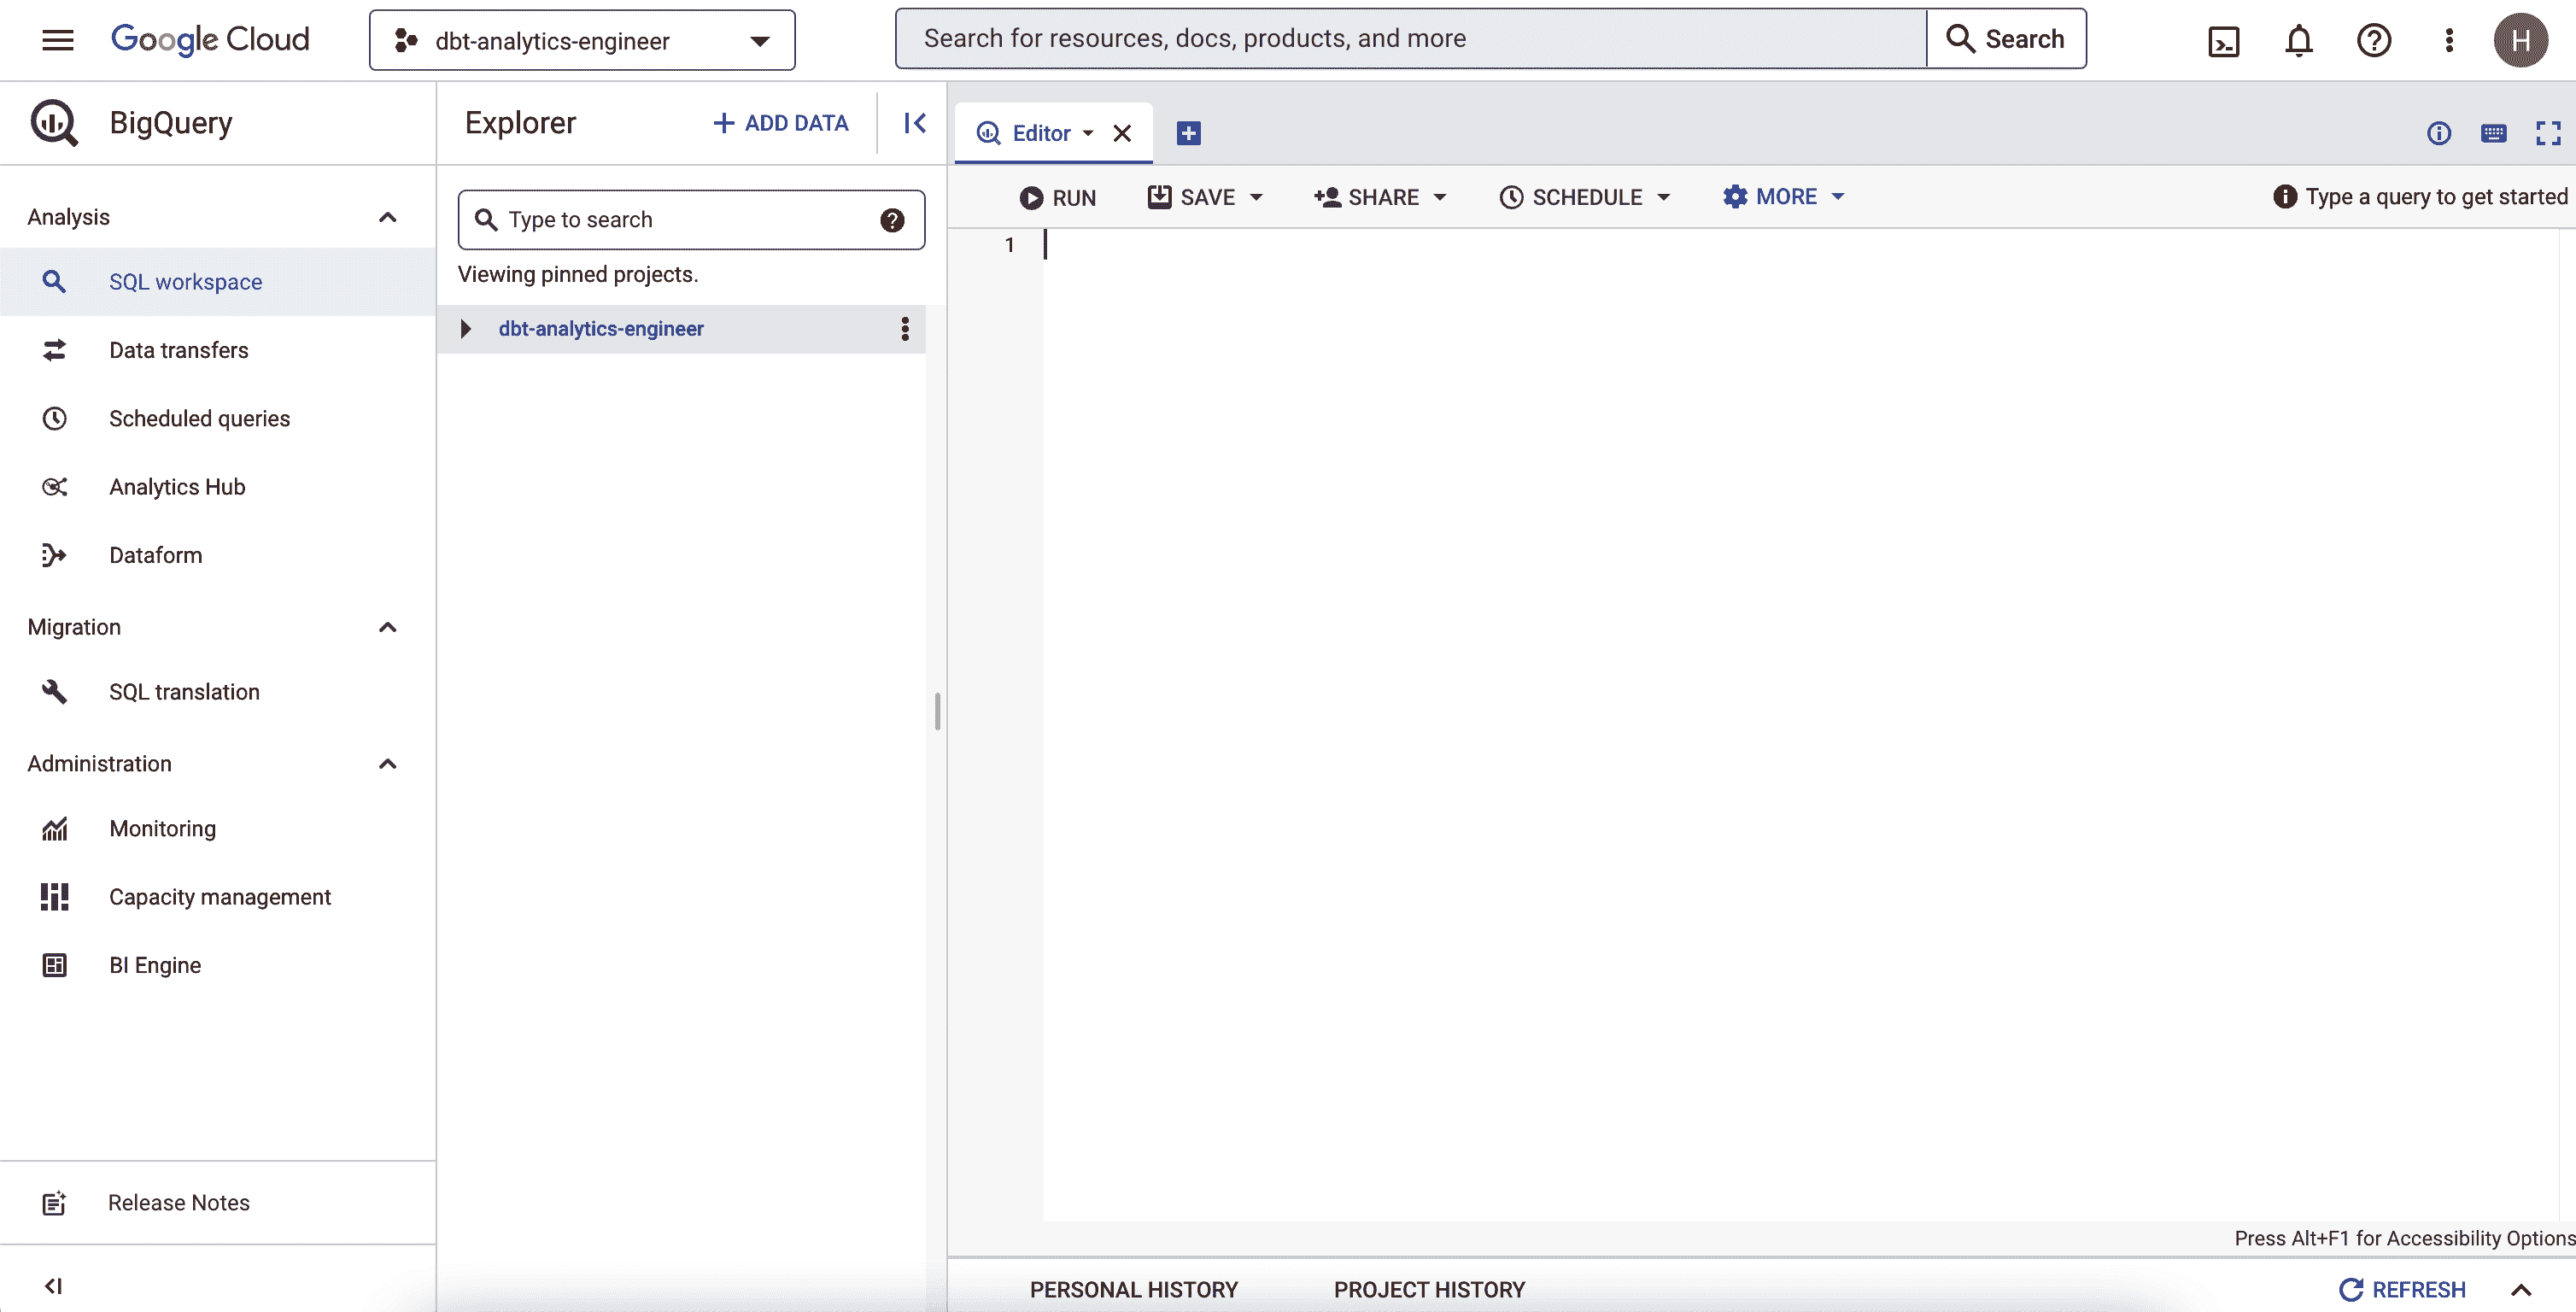 Google Cloud
dbt-analytics-engineer
Search for resources, docs, products, and more
Search
H
BigQuery
Analysis
SQL workspace
Data transfers
Scheduled queries
Analytics Hub
Dataform
Migration
SQL translation
Administration
Monitoring
Capacity management
BI Engine
Release Notes
Explorer
ADD DATA
Type to search
Viewing pinned projects.
dbt-analytics-engineer
Editor
RUN
SAVE
SHARE
SCHEDULE
MORE
Type a query to get started
1
Press Alt+F1 for Accessibility Options
PERSONAL HISTORY
PROJECT HISTORY
REFRESH